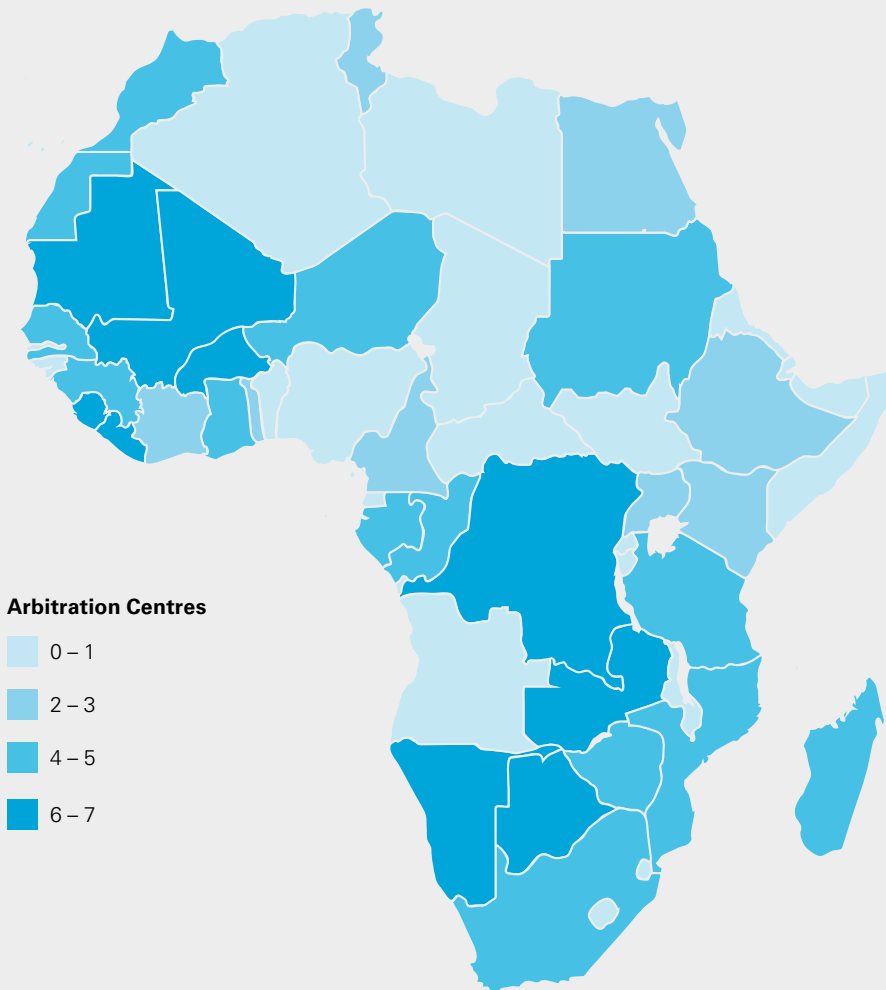 Arbitration Centres
0 – 1
2 – 3
4 – 5
6 – 7